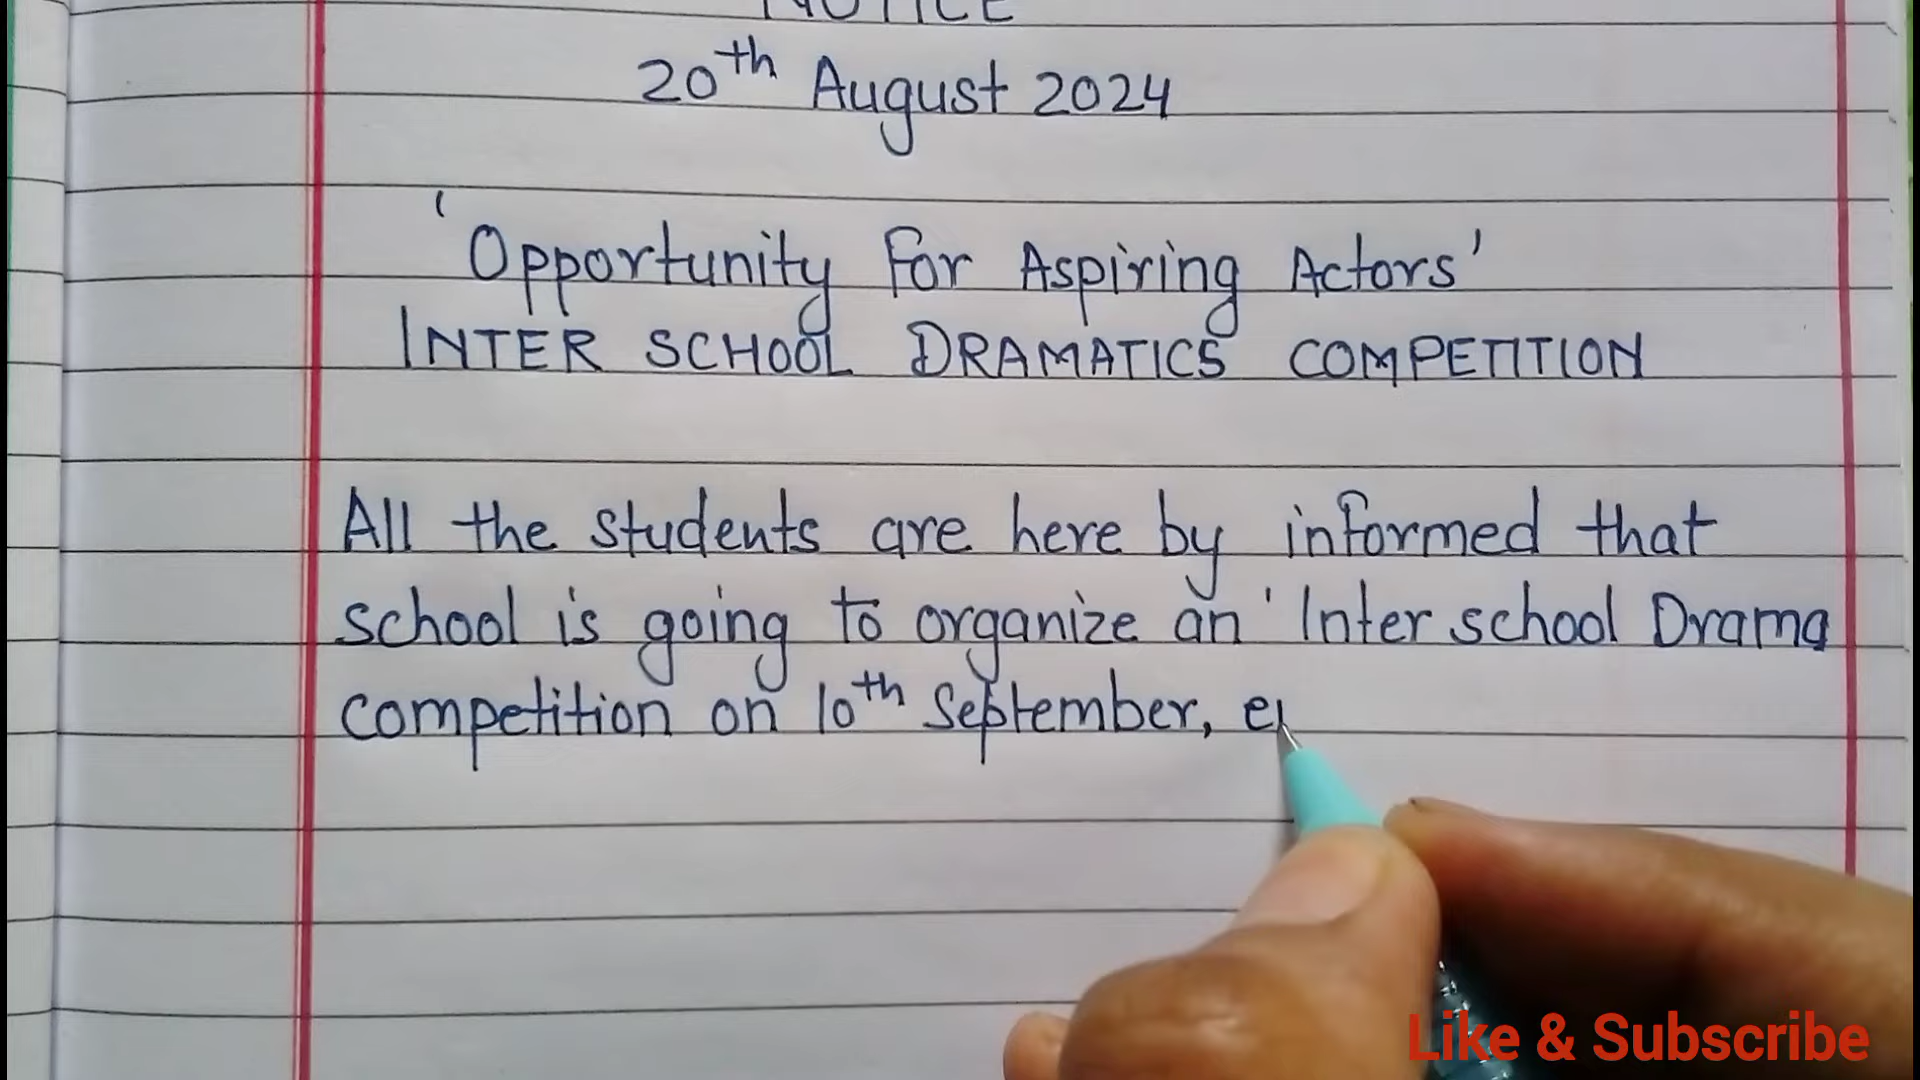 NOTICE
20th August 2024
'Opportunity For Aspiring Actors'
INTER SCHOOL DRAMATICS COMPETITION
All the students are here by informed that
school is going to organize an 'Inter school Drama
competition on 10th September,
Like & Subscribe